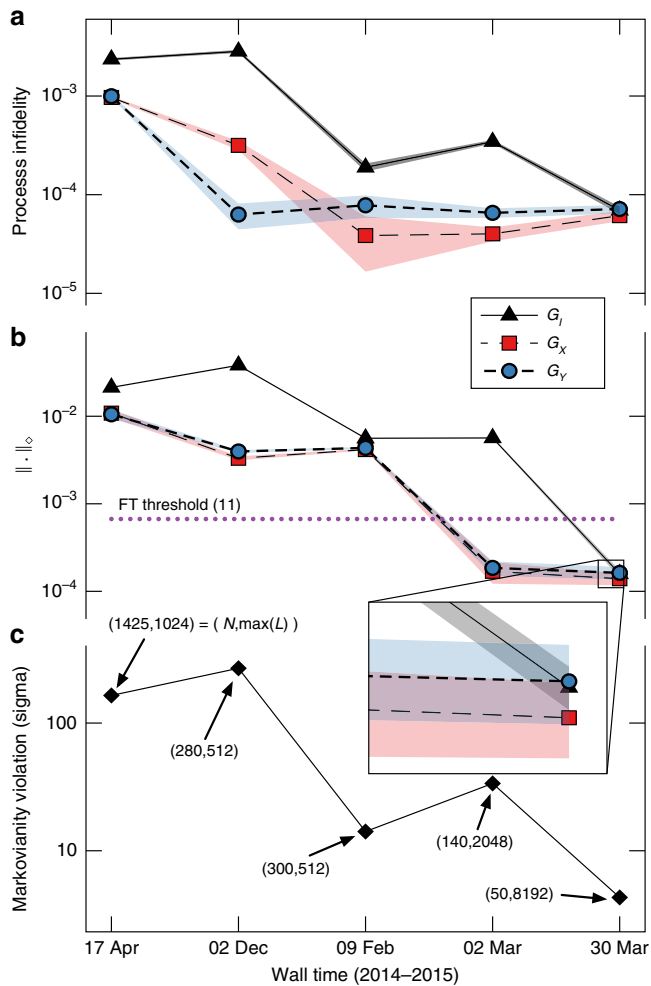 a
Processs infidelity
10⁻³
10⁻⁴
10⁻⁵
G_I
G_X
G_Y
b
‖ · ‖⋄
10⁻²
10⁻³
10⁻⁴
FT threshold (11)
c
Markovianity violation (sigma)
100
10
(1425,1024) = ( N,max(L) )
(280,512)
(300,512)
(140,2048)
(50,8192)
17 Apr
02 Dec
09 Feb
02 Mar
30 Mar
Wall time (2014–2015)